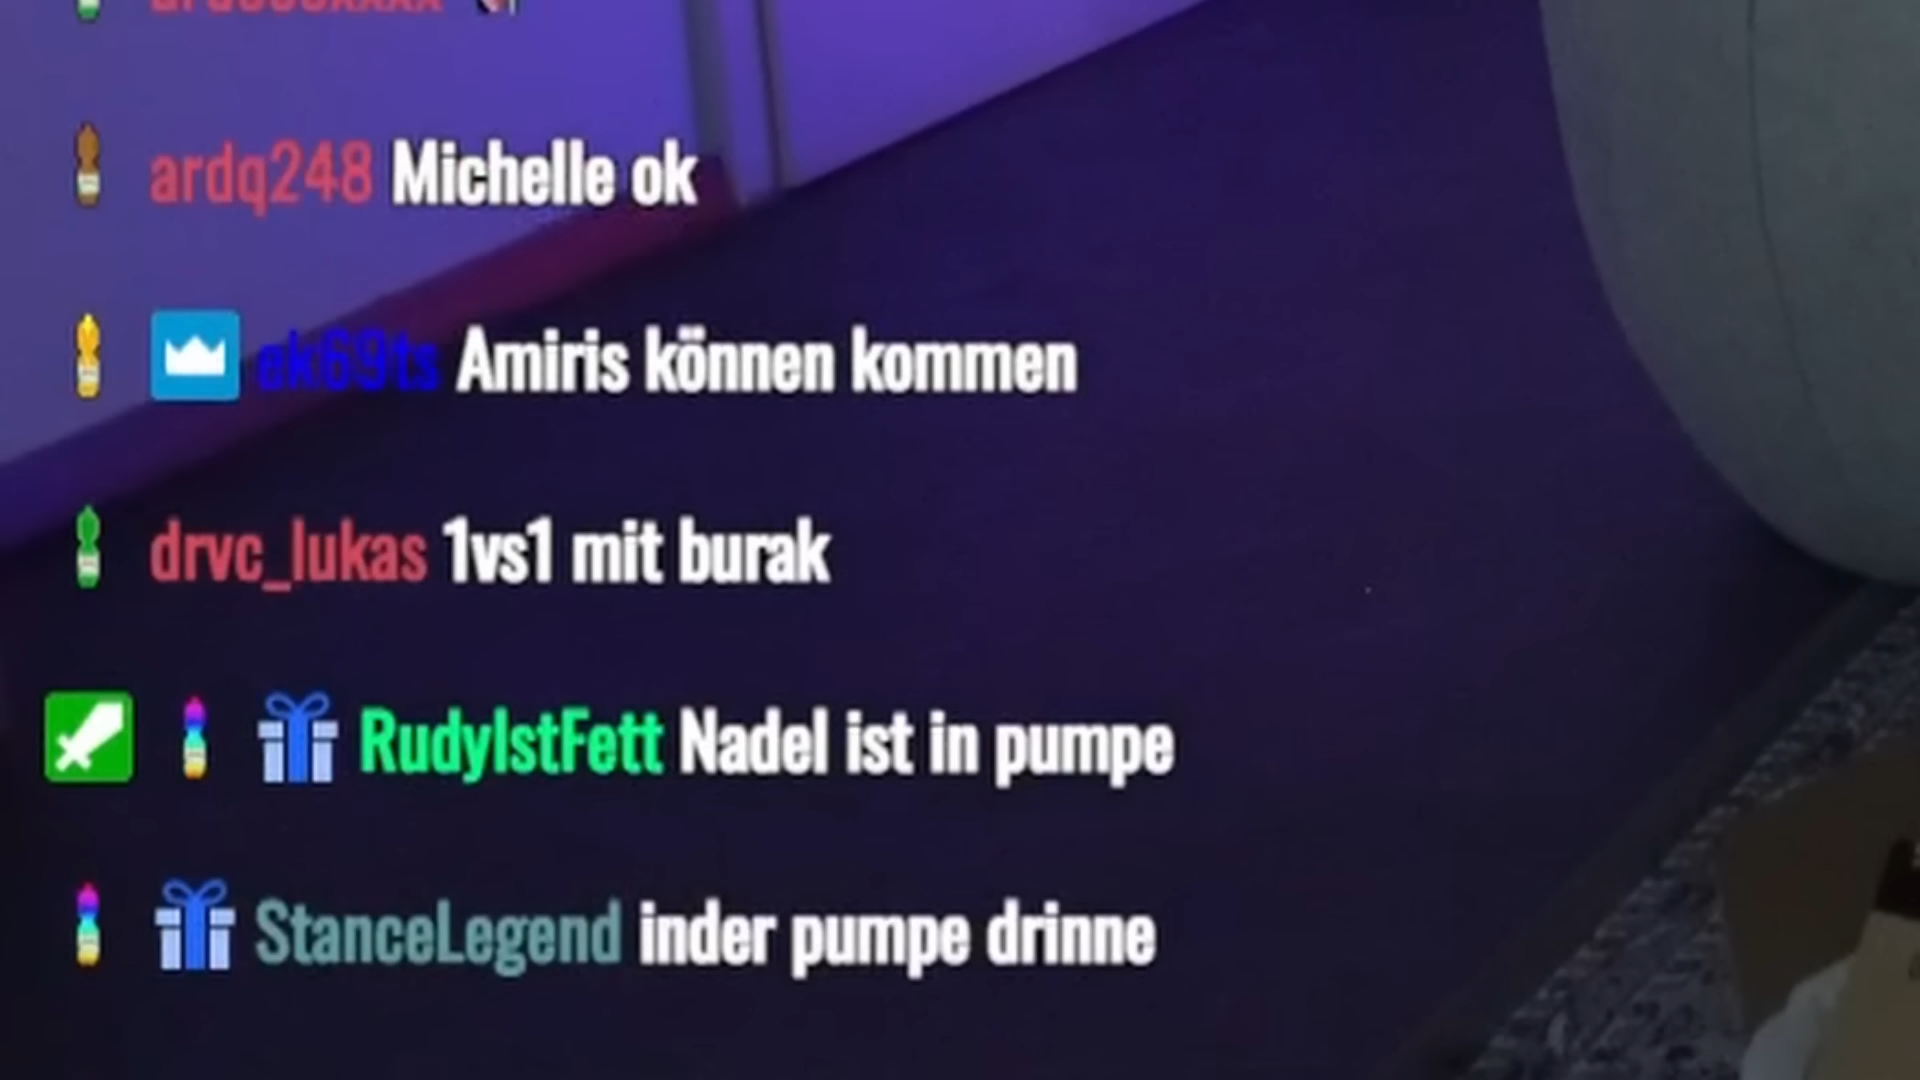 ardq248 Michelle ok
ek69ts Amiris können kommen
drvc_lukas 1vs1 mit burak
RudyIstFett Nadel ist in pumpe
StanceLegend inder pumpe drinne